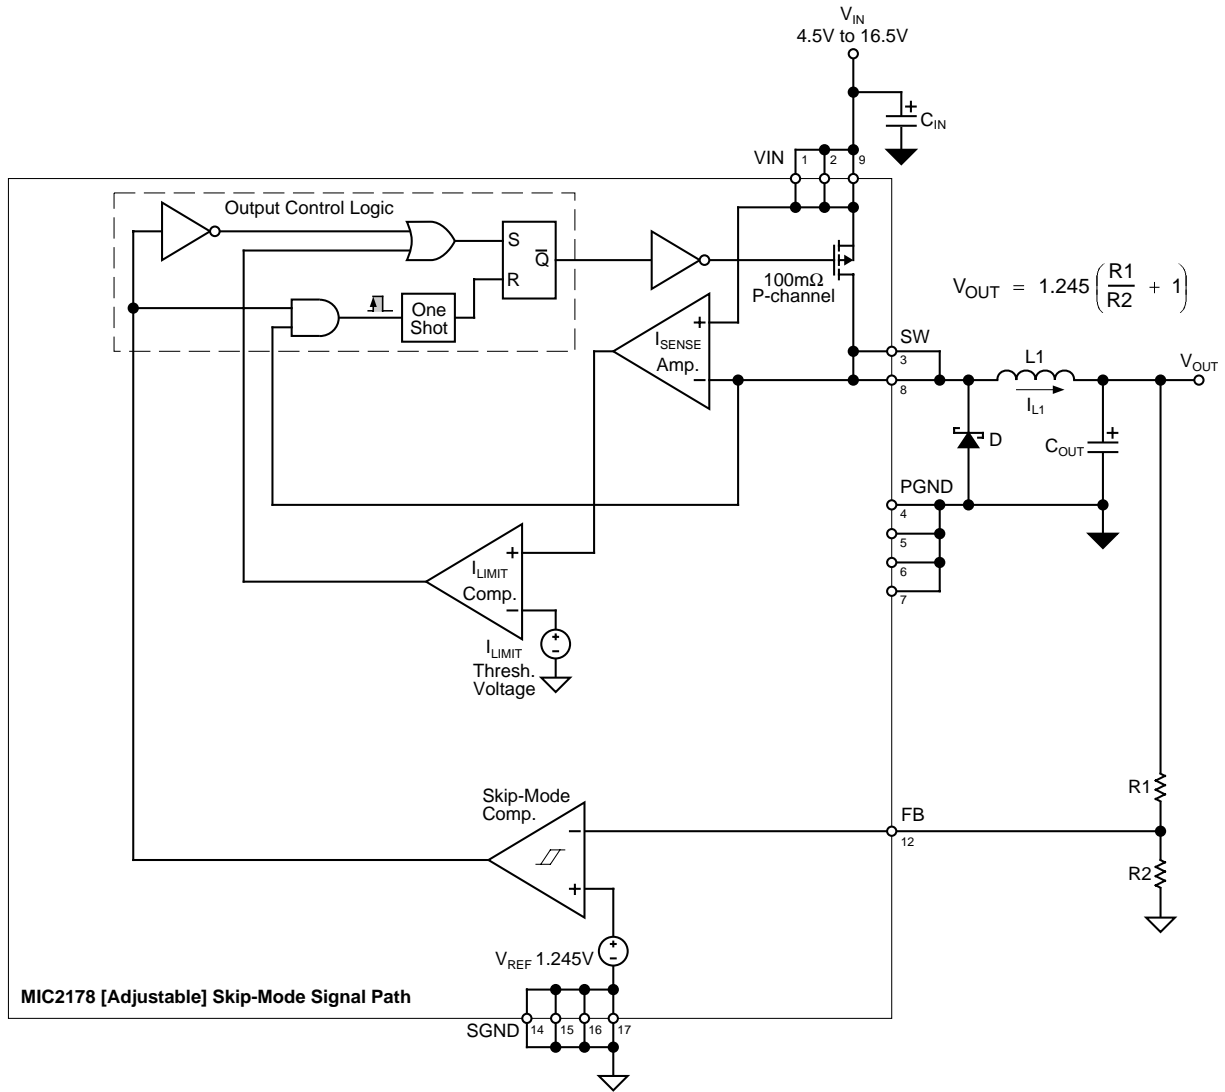 V_IN
4.5V to 16.5V
+
C_IN
VIN
1 2 9
Output Control Logic
S
R
Q̅
One
Shot
100mΩ
P-channel
V_OUT = 1.245 (R1/R2 + 1)
+
I_SENSE
Amp.
−
SW
3
8
L1
I_L1
V_OUT
D
C_OUT
+
PGND
4
5
6
7
+
I_LIMIT
Comp.
−
+
−
I_LIMIT
Thresh.
Voltage
Skip-Mode
Comp.
−
+
FB
12
R1
R2
+
−
V_REF 1.245V
MIC2178 [Adjustable] Skip-Mode Signal Path
SGND
14 15 16 17